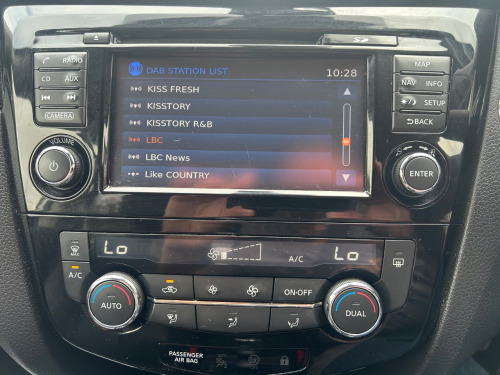 DAB STATION LIST 10:28
KISS FRESH
KISSTORY
KISSTORY R&B
LBC
LBC News
Like COUNTRY
RADIO
CD AUX
CAMERA
VOLUME
MAP
NAV INFO
SETUP
BACK
ENTER
Lo A/C Lo
MAX
A/C
AUTO
ON·OFF
DUAL
PASSENGER
AIR BAG